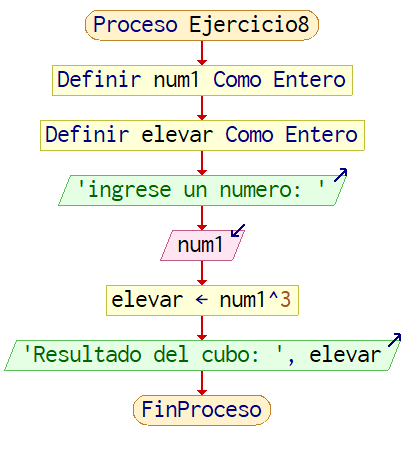 Proceso Ejercicio8
Definir num1 Como Entero
Definir elevar Como Entero
'ingrese un numero: '
num1
elevar ← num1^3
'Resultado del cubo: ', elevar
FinProceso